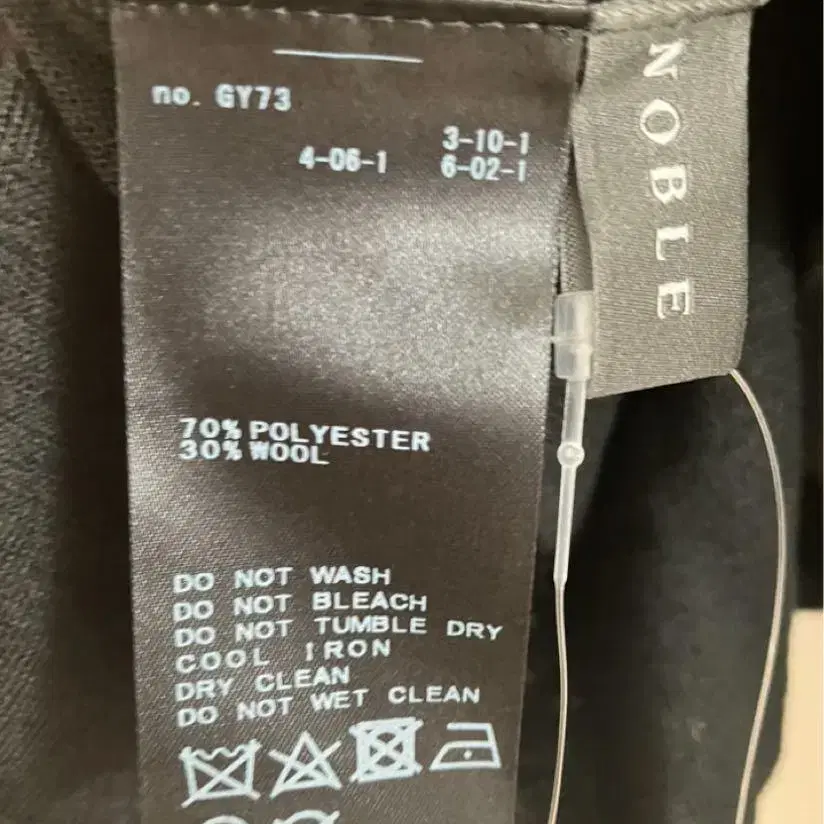 no. GY73
3-10-1
4-06-1 6-02-1
70% POLYESTER
30% WOOL
DO NOT WASH
DO NOT BLEACH
DO NOT TUMBLE DRY
COOL IRON
DRY CLEAN
DO NOT WET CLEAN
NOBLE